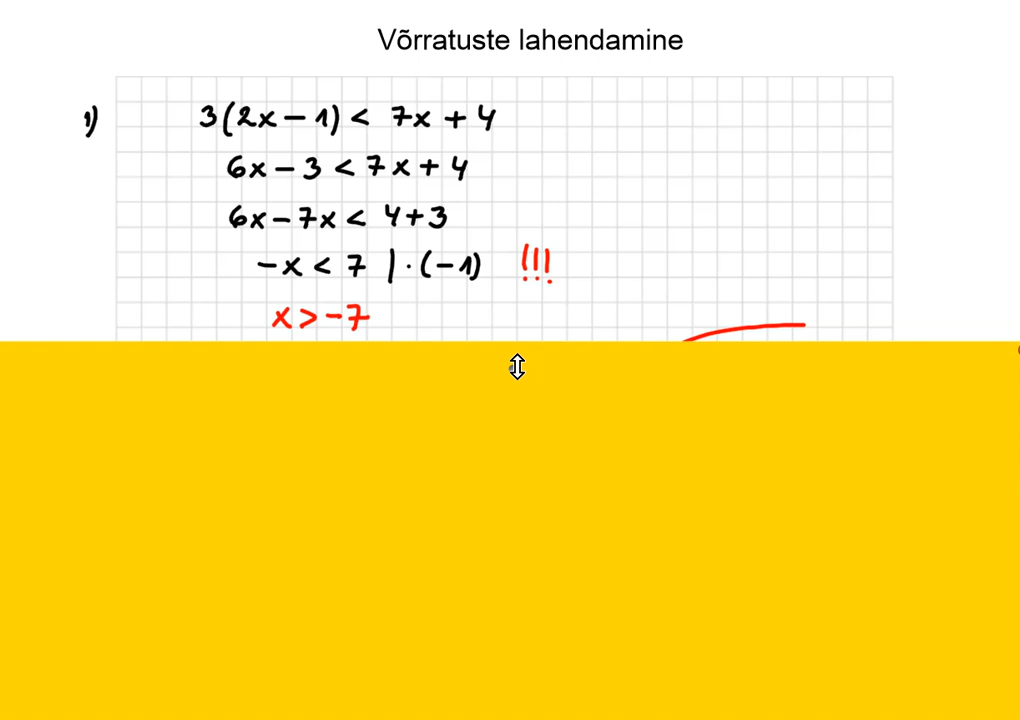 Võrratuste lahendamine
1) 3(2x − 1) < 7x + 4
6x − 3 < 7x + 4
6x − 7x < 4 + 3
−x < 7 | · (−1) !!!
x > −7